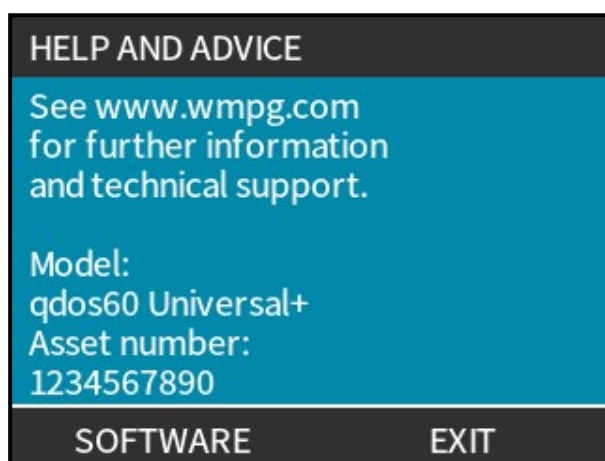 HELP AND ADVICE
See www.wmpg.com
for further information
and technical support.
Model:
qdos60 Universal+
Asset number:
1234567890
SOFTWARE EXIT